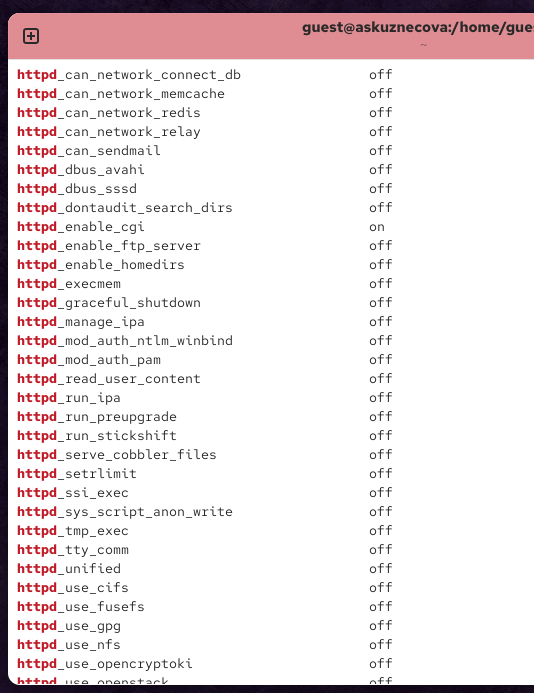 guest@askuznecova:/home/gues
~
httpd_can_network_connect_db off
httpd_can_network_memcache off
httpd_can_network_redis off
httpd_can_network_relay off
httpd_can_sendmail off
httpd_dbus_avahi off
httpd_dbus_sssd off
httpd_dontaudit_search_dirs off
httpd_enable_cgi on
httpd_enable_ftp_server off
httpd_enable_homedirs off
httpd_execmem off
httpd_graceful_shutdown off
httpd_manage_ipa off
httpd_mod_auth_ntlm_winbind off
httpd_mod_auth_pam off
httpd_read_user_content off
httpd_run_ipa off
httpd_run_preupgrade off
httpd_run_stickshift off
httpd_serve_cobbler_files off
httpd_setrlimit off
httpd_ssi_exec off
httpd_sys_script_anon_write off
httpd_tmp_exec off
httpd_tty_comm off
httpd_unified off
httpd_use_cifs off
httpd_use_fusefs off
httpd_use_gpg off
httpd_use_nfs off
httpd_use_opencryptoki off
httpd_use_openstack off